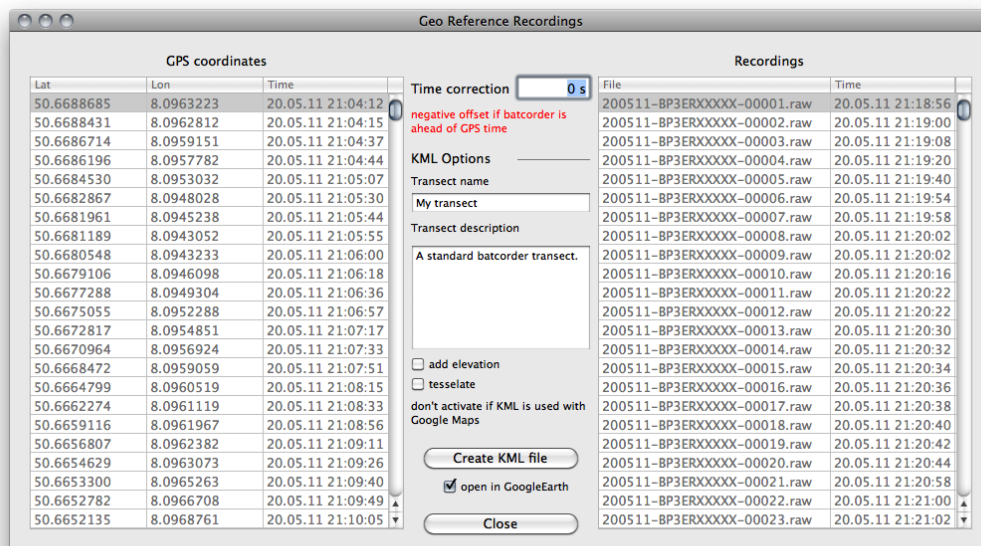 Geo Reference Recordings
GPS coordinates
Lat Lon Time
50.6688685 8.0963223 20.05.11 21:04:12
50.6688431 8.0962812 20.05.11 21:04:15
50.6686714 8.0959151 20.05.11 21:04:37
50.6686196 8.0957782 20.05.11 21:04:44
50.6684530 8.0953032 20.05.11 21:05:07
50.6682867 8.0948028 20.05.11 21:05:30
50.6681961 8.0945238 20.05.11 21:05:44
50.6681189 8.0943052 20.05.11 21:05:55
50.6680548 8.0943233 20.05.11 21:06:00
50.6679106 8.0946098 20.05.11 21:06:18
50.6677288 8.0949304 20.05.11 21:06:36
50.6675055 8.0952288 20.05.11 21:06:57
50.6672817 8.0954851 20.05.11 21:07:17
50.6670964 8.0956924 20.05.11 21:07:33
50.6668472 8.0959059 20.05.11 21:07:51
50.6664799 8.0960519 20.05.11 21:08:15
50.6662274 8.0961119 20.05.11 21:08:33
50.6659116 8.0961967 20.05.11 21:08:56
50.6656807 8.0962382 20.05.11 21:09:11
50.6654629 8.0963073 20.05.11 21:09:26
50.6653300 8.0965263 20.05.11 21:09:40
50.6652782 8.0966708 20.05.11 21:09:49
50.6652135 8.0968761 20.05.11 21:10:05
Time correction 0 s
negative offset if batcorder is
ahead of GPS time
KML Options
Transect name
My transect
Transect description
A standard batcorder transect.
add elevation
tesselate
don't activate if KML is used with
Google Maps
Create KML file
open in GoogleEarth
Close
Recordings
File Time
200511-BP3ERXXXXX-00001.raw 20.05.11 21:18:56
200511-BP3ERXXXXX-00002.raw 20.05.11 21:19:00
200511-BP3ERXXXXX-00003.raw 20.05.11 21:19:08
200511-BP3ERXXXXX-00004.raw 20.05.11 21:19:20
200511-BP3ERXXXXX-00005.raw 20.05.11 21:19:40
200511-BP3ERXXXXX-00006.raw 20.05.11 21:19:54
200511-BP3ERXXXXX-00007.raw 20.05.11 21:19:58
200511-BP3ERXXXXX-00008.raw 20.05.11 21:20:02
200511-BP3ERXXXXX-00009.raw 20.05.11 21:20:02
200511-BP3ERXXXXX-00010.raw 20.05.11 21:20:16
200511-BP3ERXXXXX-00011.raw 20.05.11 21:20:22
200511-BP3ERXXXXX-00012.raw 20.05.11 21:20:22
200511-BP3ERXXXXX-00013.raw 20.05.11 21:20:30
200511-BP3ERXXXXX-00014.raw 20.05.11 21:20:32
200511-BP3ERXXXXX-00015.raw 20.05.11 21:20:34
200511-BP3ERXXXXX-00016.raw 20.05.11 21:20:36
200511-BP3ERXXXXX-00017.raw 20.05.11 21:20:38
200511-BP3ERXXXXX-00018.raw 20.05.11 21:20:40
200511-BP3ERXXXXX-00019.raw 20.05.11 21:20:42
200511-BP3ERXXXXX-00020.raw 20.05.11 21:20:44
200511-BP3ERXXXXX-00021.raw 20.05.11 21:20:58
200511-BP3ERXXXXX-00022.raw 20.05.11 21:21:00
200511-BP3ERXXXXX-00023.raw 20.05.11 21:21:02